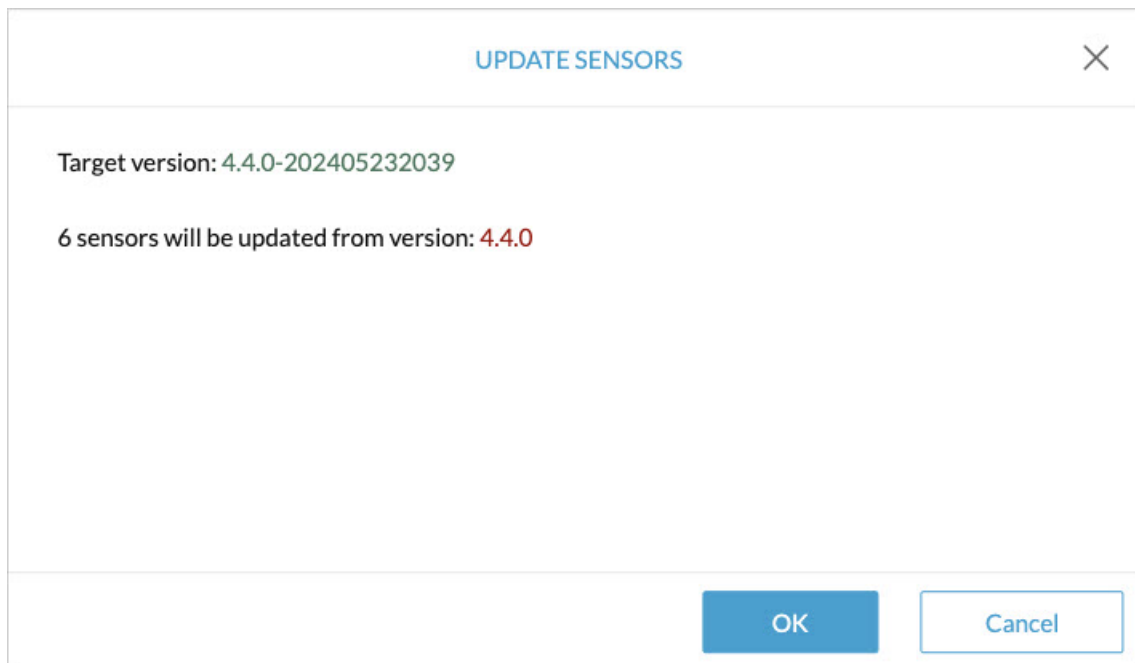 UPDATE SENSORS
Target version: 4.4.0-202405232039
6 sensors will be updated from version: 4.4.0
OK
Cancel